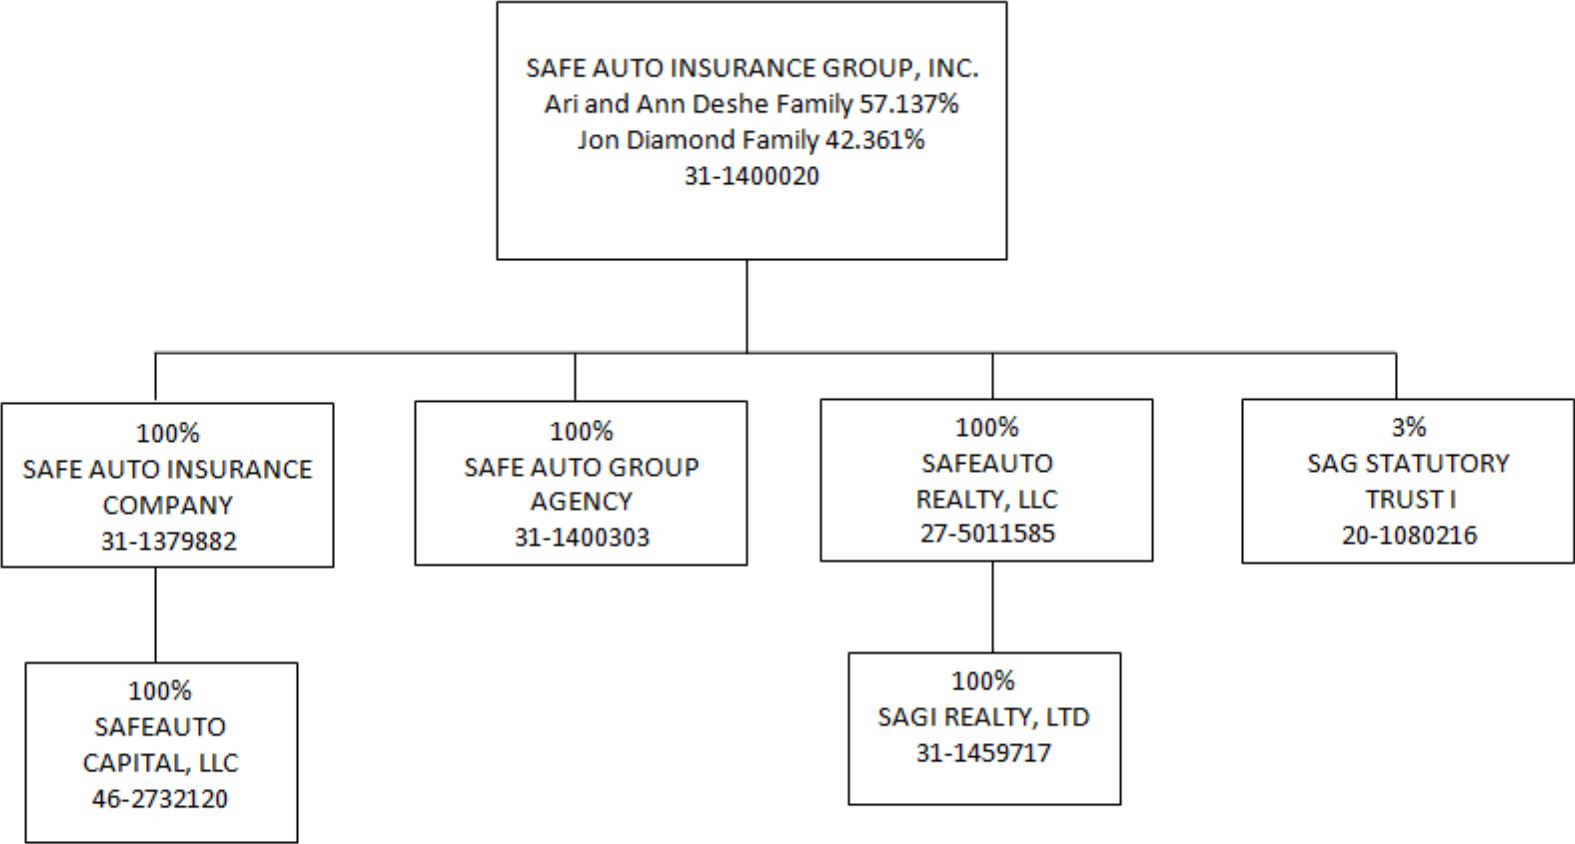 SAFE AUTO INSURANCE GROUP, INC.
Ari and Ann Deshe Family 57.137%
Jon Diamond Family 42.361%
31-1400020
100%
SAFE AUTO INSURANCE
COMPANY
31-1379882
100%
SAFE AUTO GROUP
AGENCY
31-1400303
100%
SAFEAUTO
REALTY, LLC
27-5011585
3%
SAG STATUTORY
TRUST I
20-1080216
100%
SAFEAUTO
CAPITAL, LLC
46-2732120
100%
SAGI REALTY, LTD
31-1459717